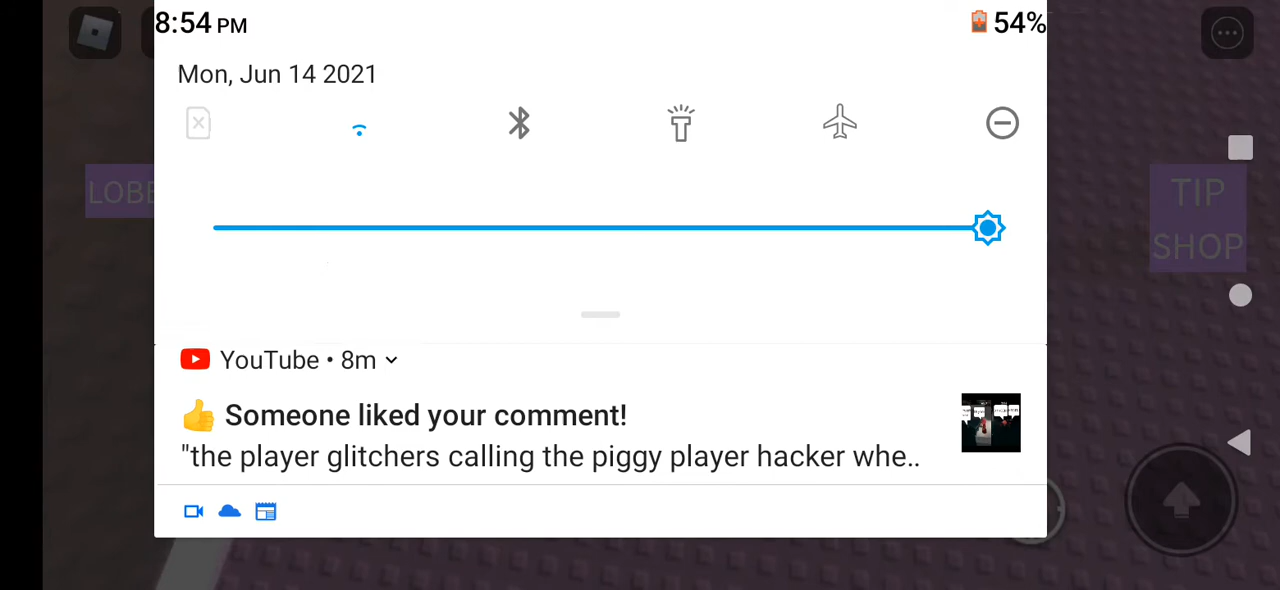 8:54 PM
54%
Mon, Jun 14 2021
LOBB
TIP
SHOP
YouTube • 8m
👍 Someone liked your comment!
"the player glitchers calling the piggy player hacker whe..